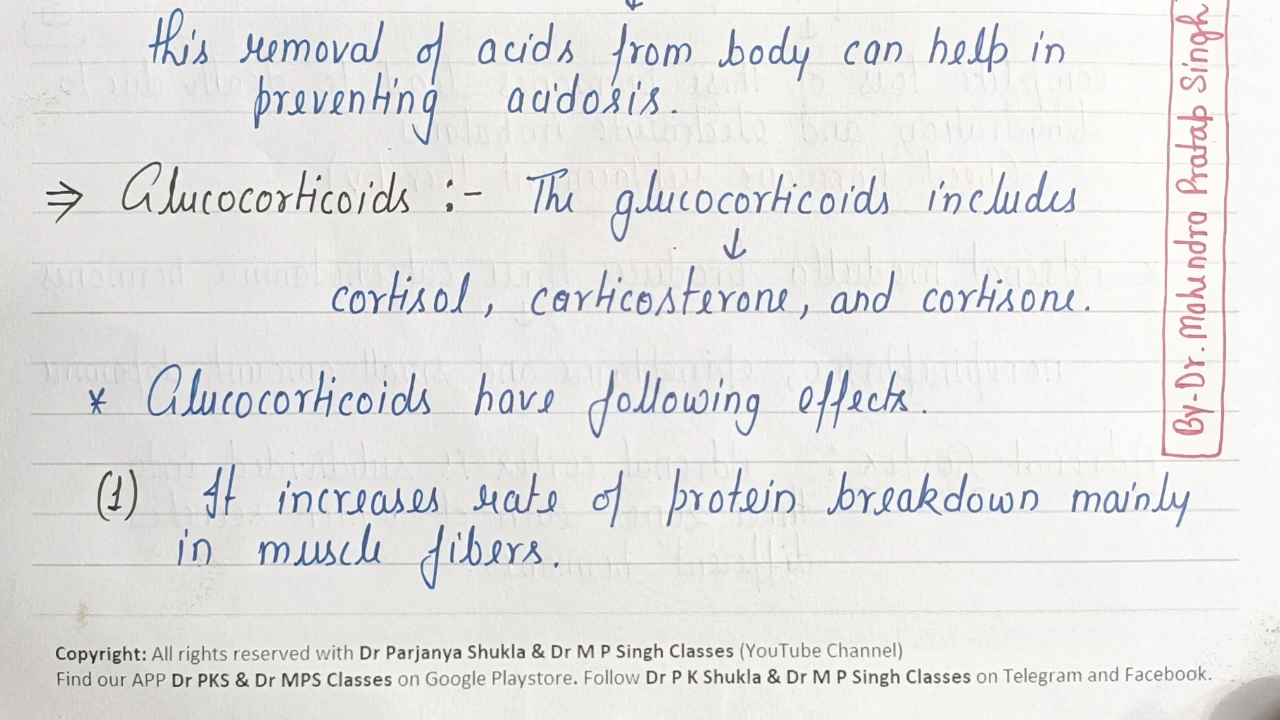 this removal of acids from body can help in
preventing acidosis.
⇒ Glucocorticoids :- The glucocorticoids includes
↓
cortisol, corticosterone, and cortisone.
* Glucocorticoids have following effects.
(1) It increases rate of protein breakdown mainly
in muscle fibers.
By-Dr. Mahendra Pratap Singh
Copyright: All rights reserved with Dr Parjanya Shukla & Dr M P Singh Classes (YouTube Channel)
Find our APP Dr PKS & Dr MPS Classes on Google Playstore. Follow Dr P K Shukla & Dr M P Singh Classes on Telegram and Facebook.